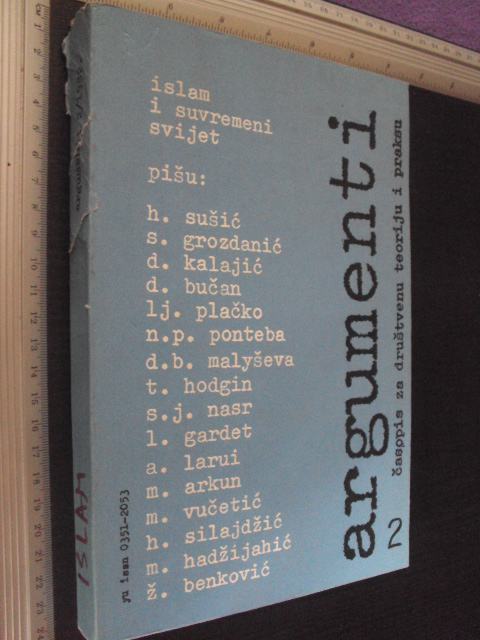 islam
i suvremeni
svijet
pišu:
h. sušić
s. grozdanić
d. kalajić
d. bučan
lj. plačko
n.p. ponteba
d.b. malyševa
t. hodgin
s.j. nasr
l. gardet
a. larui
m. arkun
m. vučetić
h. silajdžić
m. hadžijahić
ž. benković
argumenti
časopis za društvenu teoriju i praksu
2
yu issn 0351-2053
ISLAM